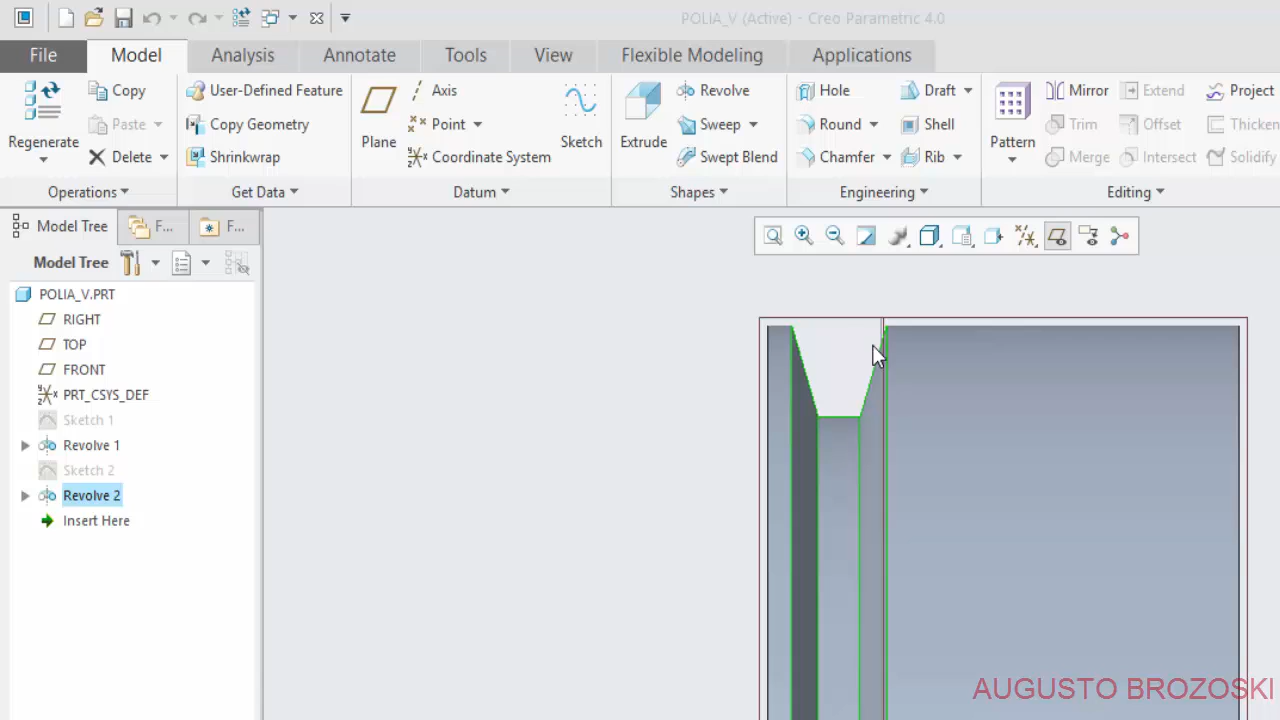 POLIA_V (Active) - Creo Parametric 4.0
File Model Analysis Annotate Tools View Flexible Modeling Applications
Regenerate
Copy
Paste
Delete
Operations
User-Defined Feature
Copy Geometry
Shrinkwrap
Get Data
Plane
Axis
Point
Coordinate System
Sketch
Datum
Extrude
Revolve
Sweep
Swept Blend
Shapes
Hole
Round
Chamfer
Draft
Shell
Rib
Engineering
Pattern
Mirror
Trim
Merge
Extend
Offset
Intersect
Project
Thicken
Solidify
Editing
Model Tree F... F...
Model Tree
POLIA_V.PRT
RIGHT
TOP
FRONT
PRT_CSYS_DEF
Sketch 1
Revolve 1
Sketch 2
Revolve 2
Insert Here
AUGUSTO BROZOSKI